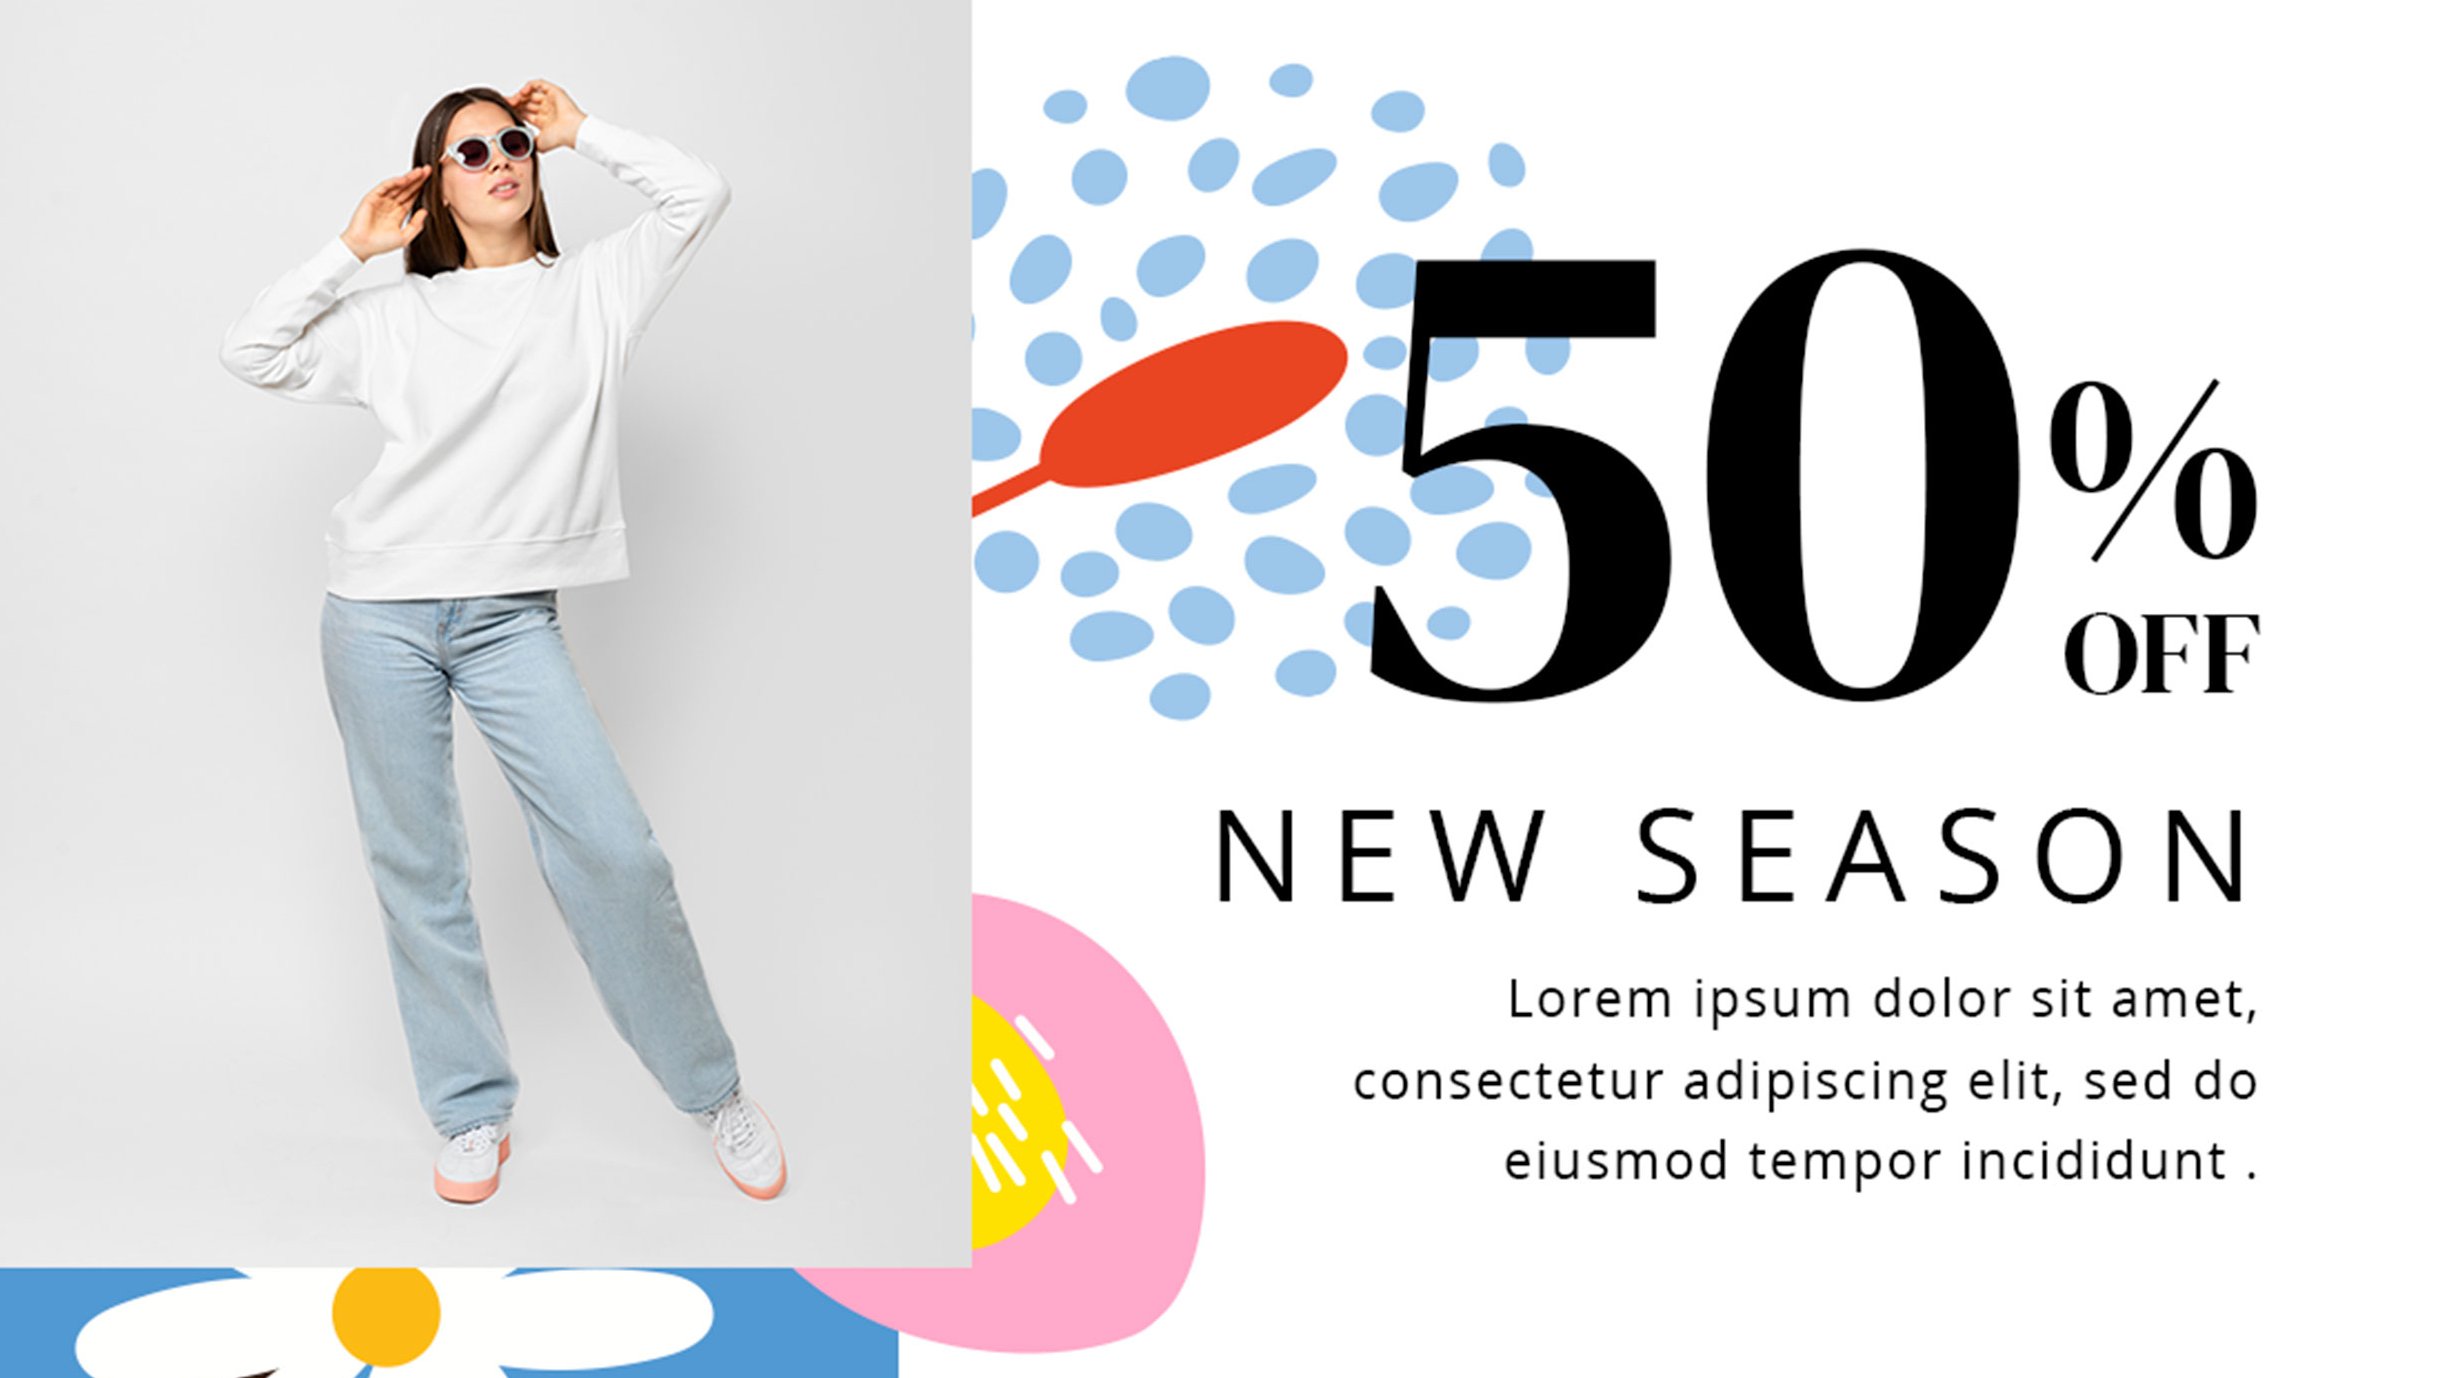 50%
OFF
NEW SEASON
Lorem ipsum dolor sit amet,
consectetur adipiscing elit, sed do
eiusmod tempor incididunt .